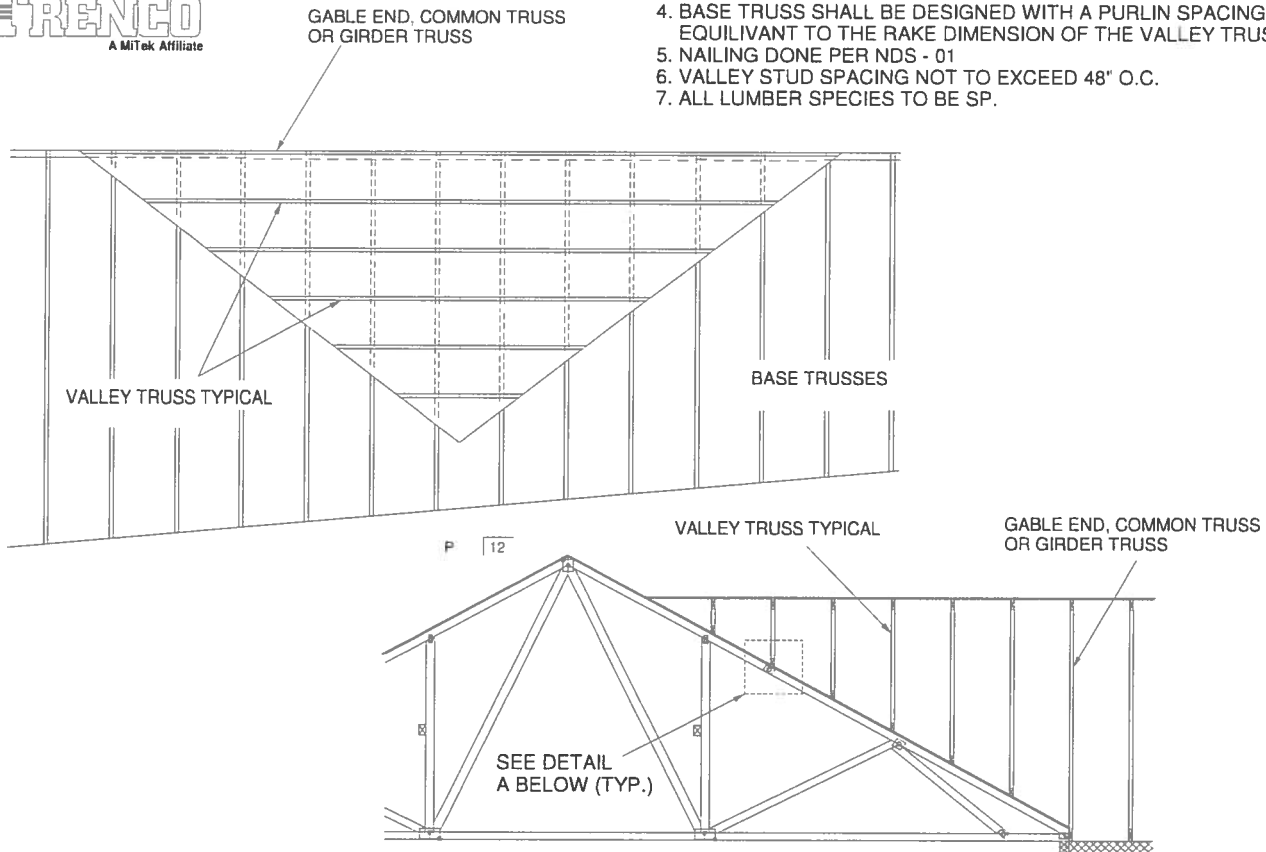 TRENCO
A MiTek Affiliate
GABLE END, COMMON TRUSS
OR GIRDER TRUSS
4. BASE TRUSS SHALL BE DESIGNED WITH A PURLIN SPACING
EQUILIVANT TO THE RAKE DIMENSION OF THE VALLEY TRUS
5. NAILING DONE PER NDS - 01
6. VALLEY STUD SPACING NOT TO EXCEED 48" O.C.
7. ALL LUMBER SPECIES TO BE SP.
VALLEY TRUSS TYPICAL
BASE TRUSSES
P 12
VALLEY TRUSS TYPICAL
GABLE END, COMMON TRUSS
OR GIRDER TRUSS
SEE DETAIL
A BELOW (TYP.)